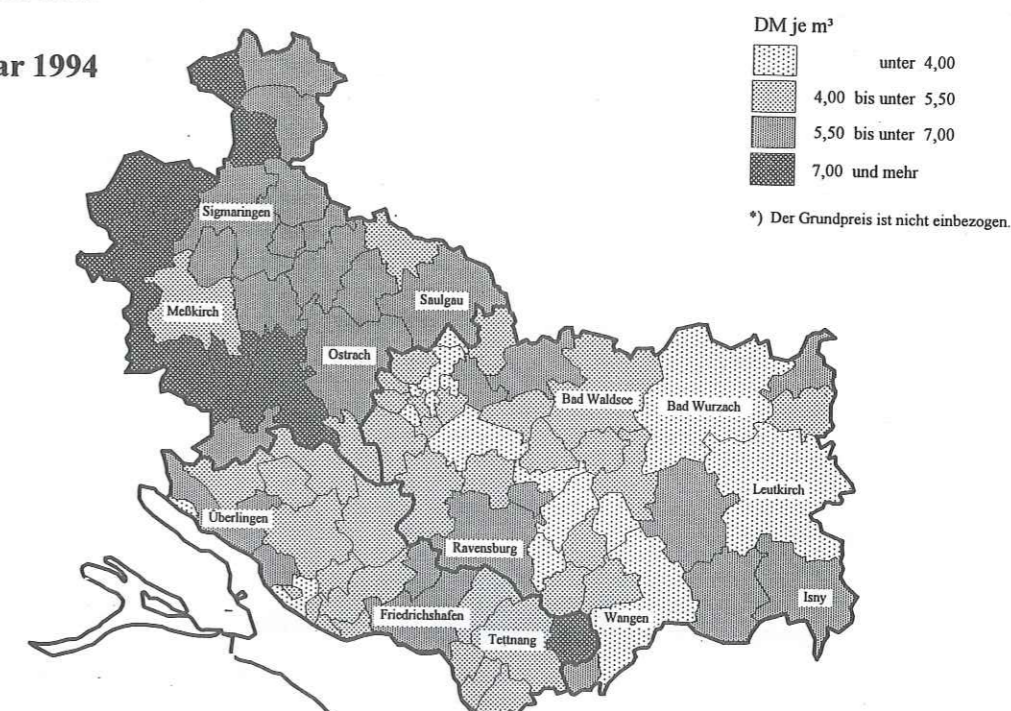 ar 1994
DM je m³
unter 4,00
4,00 bis unter 5,50
5,50 bis unter 7,00
7,00 und mehr
*) Der Grundpreis ist nicht einbezogen.
Sigmaringen
Meßkirch
Saulgau
Ostrach
Bad Waldsee
Bad Wurzach
Leutkirch
Überlingen
Ravensburg
Isny
Friedrichshafen
Wangen
Tettnang